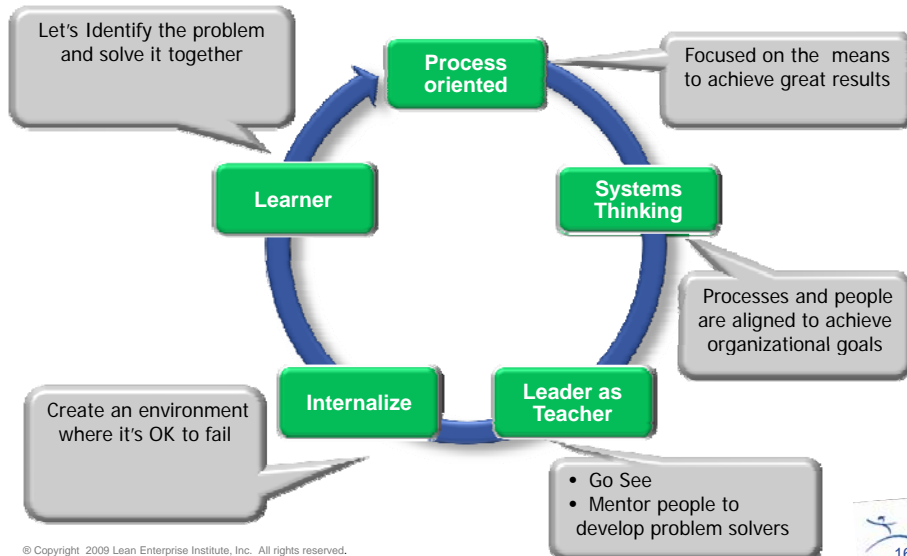 Let's Identify the problem
and solve it together
Process
oriented
Focused on the means
to achieve great results
Learner
Systems
Thinking
Processes and people
are aligned to achieve
organizational goals
Internalize
Leader as
Teacher
Create an environment
where it's OK to fail
• Go See
• Mentor people to
develop problem solvers
® Copyright 2009 Lean Enterprise Institute, Inc. All rights reserved.
16